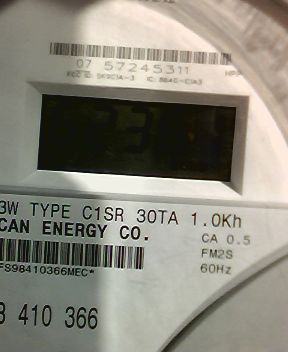 07 57245311
3W TYPE C1SR 30TA 1.0Kh
CAN ENERGY CO.
CA 0.5
FM2S
60Hz
FS98410366MEC*
8 410 366